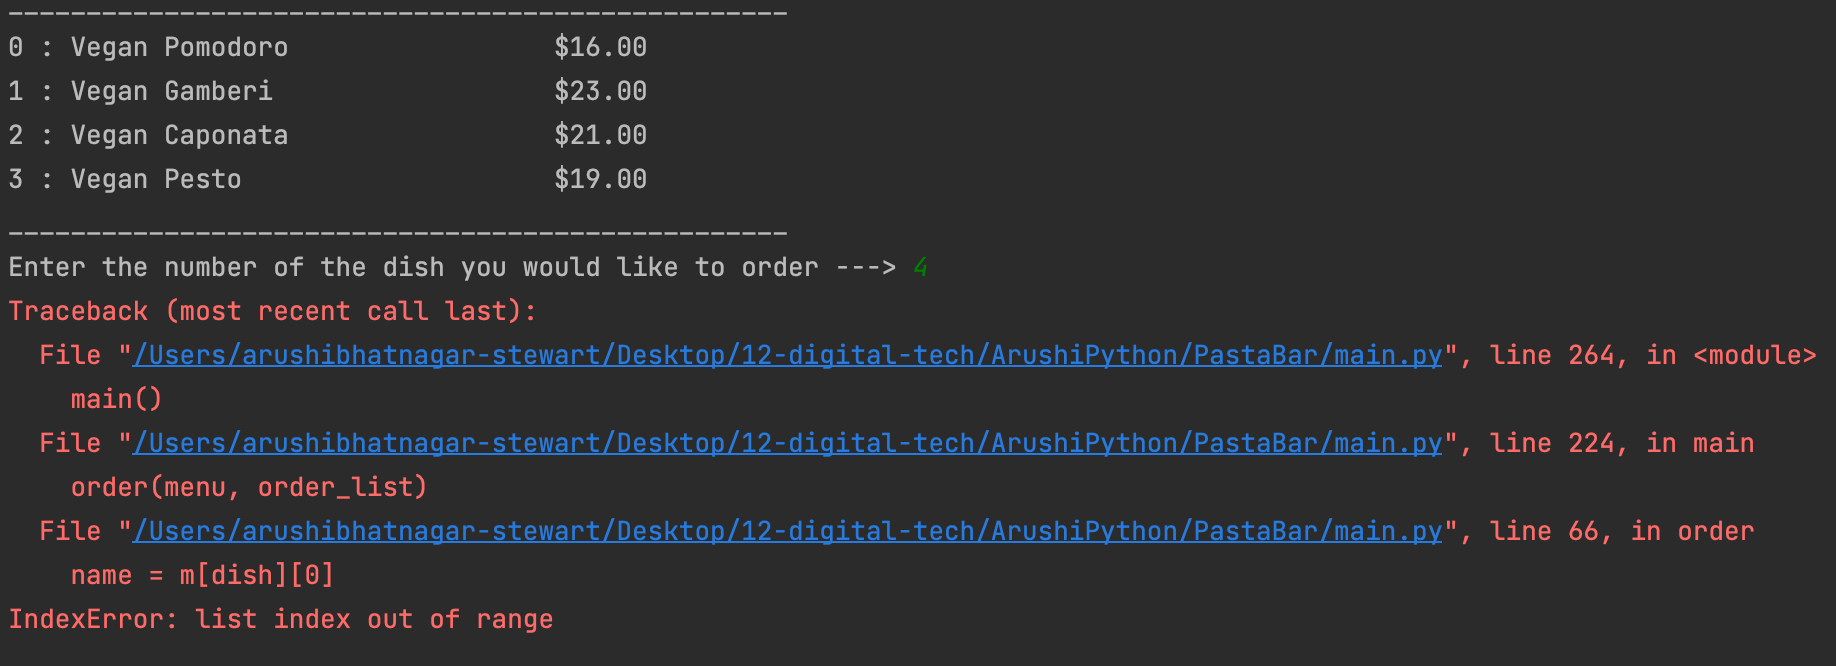 --------------------------------------------------
0 : Vegan Pomodoro                 $16.00
1 : Vegan Gamberi                  $23.00
2 : Vegan Caponata                 $21.00
3 : Vegan Pesto                    $19.00
--------------------------------------------------
Enter the number of the dish you would like to order ---> 4
Traceback (most recent call last):
  File "/Users/arushibhatnagar-stewart/Desktop/12-digital-tech/ArushiPython/PastaBar/main.py", line 264, in <module>
    main()
  File "/Users/arushibhatnagar-stewart/Desktop/12-digital-tech/ArushiPython/PastaBar/main.py", line 224, in main
    order(menu, order_list)
  File "/Users/arushibhatnagar-stewart/Desktop/12-digital-tech/ArushiPython/PastaBar/main.py", line 66, in order
    name = m[dish][0]
IndexError: list index out of range